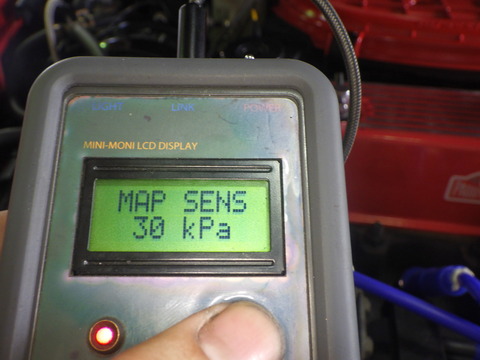 LIGHT LINK POWER
MINI-MONI LCD DISPLAY
MAP SENS
30 kPa